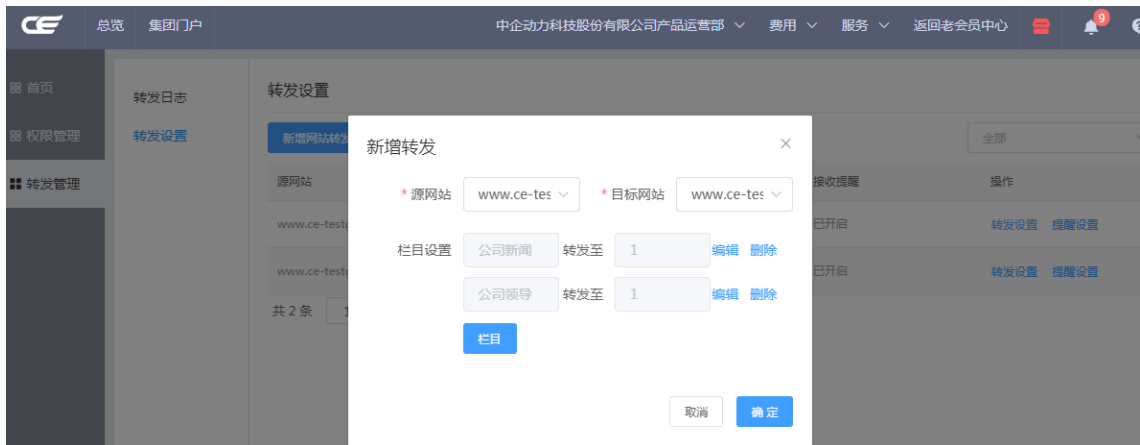 CE 总览 集团门户 中企动力科技股份有限公司产品运营部 费用 服务 返回老会员中心 9
首页
权限管理
转发管理
转发日志
转发设置
转发设置
新增网站转发
全部
源网站 接收提醒 操作
www.ce-test 已开启 转发设置 提醒设置
www.ce-test 已开启 转发设置 提醒设置
共 2 条 1
新增转发
* 源网站 www.ce-tes * 目标网站 www.ce-tes
栏目设置 公司新闻 转发至 1 编辑 删除
公司领导 转发至 1 编辑 删除
栏目
取消 确定